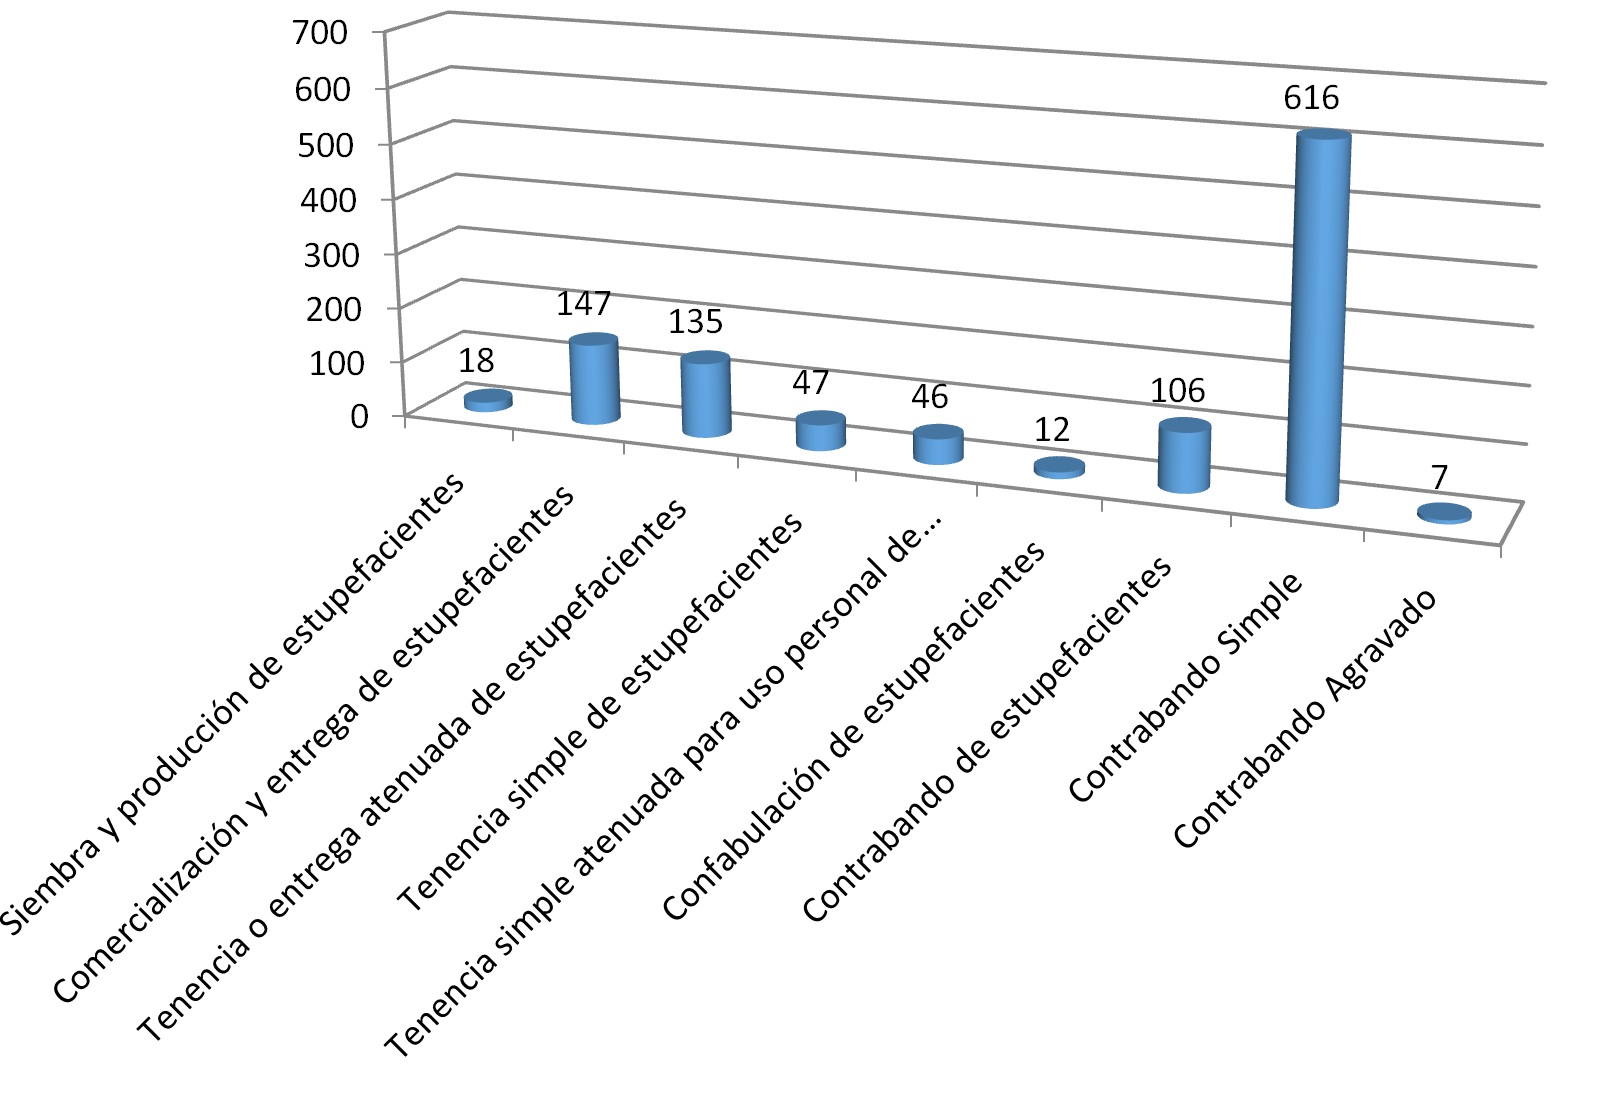 700
600
500
400
300
200
100
0
18
147
135
47
46
12
106
616
7
Siembra y producción de estupefacientes
Comercialización y entrega de estupefacientes
Tenencia o entrega atenuada de estupefacientes
Tenencia simple de estupefacientes
Tenencia simple atenuada para uso personal de...
Confabulación de estupefacientes
Contrabando de estupefacientes
Contrabando Simple
Contrabando Agravado